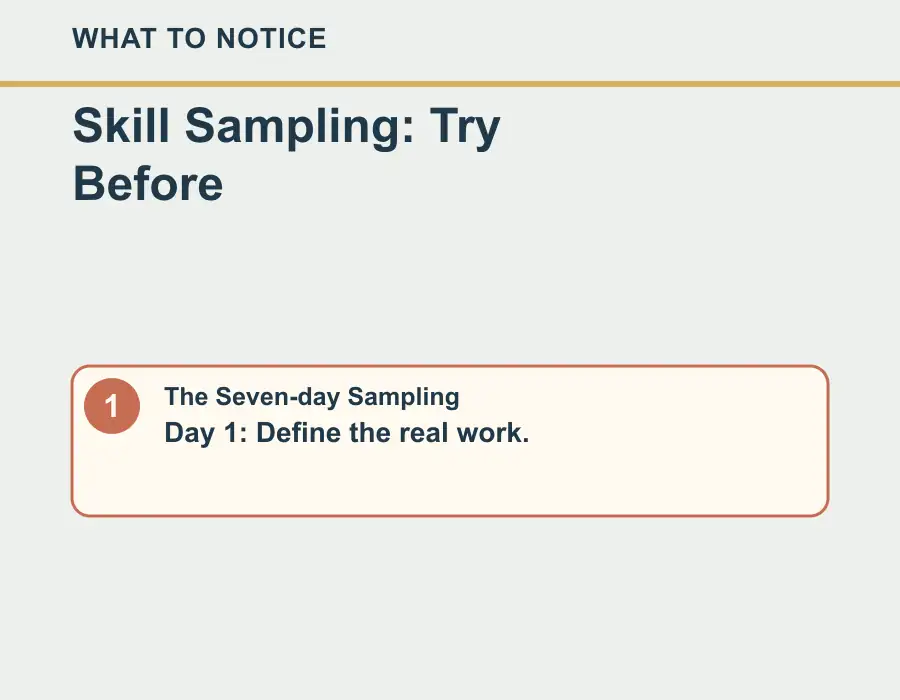 WHAT TO NOTICE
Skill Sampling: Try
Before
1
The Seven-day Sampling
Day 1: Define the real work.